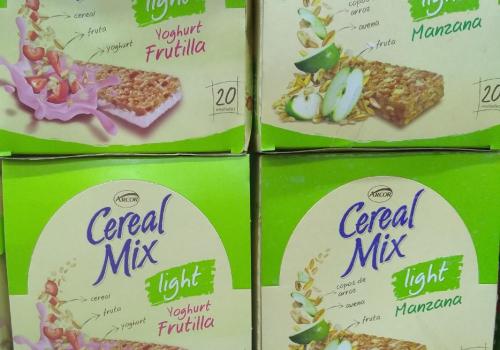 light
cereal
fruta
yoghurt
Yoghurt
Frutilla
20
unidades
light
copos de
arroz
avena
fruta
Manzana
20
ARCOR
Cereal
Mix
light
cereal
fruta
yoghurt
Yoghurt
Frutilla
ARCOR
Cereal
Mix
light
copos de
arroz
avena
fruta
Manzana